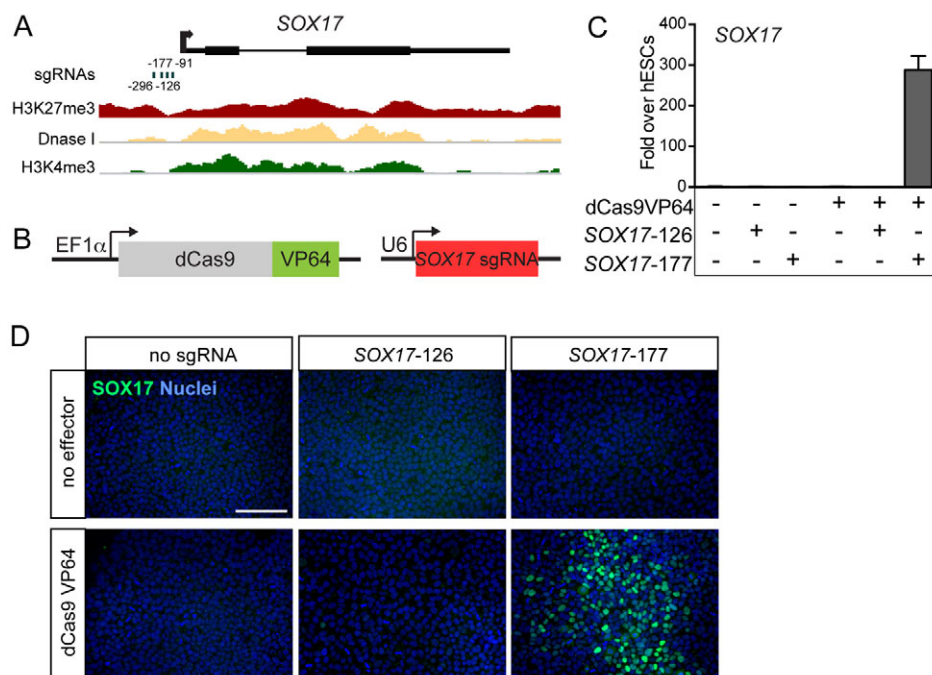 A
SOX17
-177 -91
sgRNAs
-296 -126
H3K27me3
Dnase I
H3K4me3
B
EF1α
dCas9
VP64
U6
SOX17 sgRNA
C
SOX17
Fold over hESCs
400
300
200
100
0
dCas9VP64 - - - + + +
SOX17-126 - + - - + -
SOX17-177 - - + - - +
D
no sgRNA
SOX17-126
SOX17-177
no effector
SOX17 Nuclei
dCas9 VP64